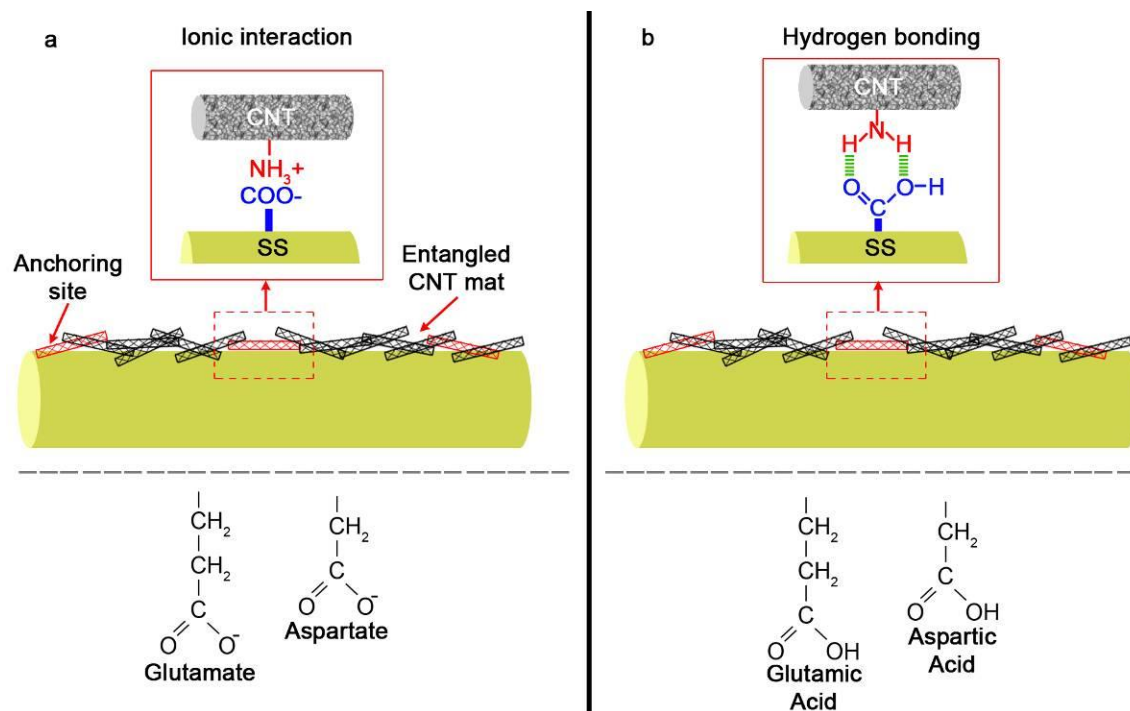 a
Ionic interaction
CNT
NH3+
COO-
SS
Anchoring
site
Entangled
CNT mat
CH2
CH2
C
O
O-
Glutamate
CH2
C
O
O-
Aspartate
b
Hydrogen bonding
CNT
H N H
O O-H
C
SS
CH2
CH2
C
O
OH
Glutamic
Acid
CH2
C
O
OH
Aspartic
Acid